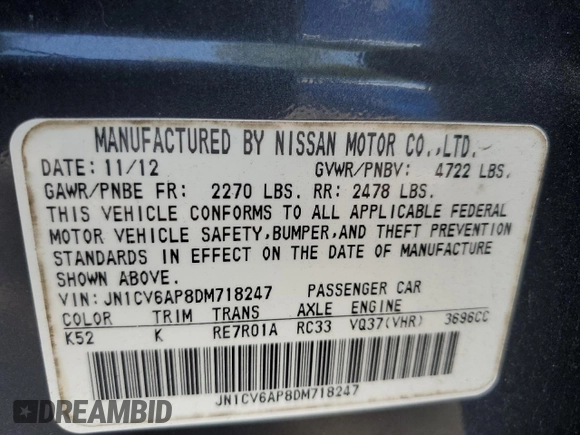 MANUFACTURED BY NISSAN MOTOR CO.,LTD.
DATE: 11/12 GVWR/PNBV: 4722 LBS.
GAWR/PNBE FR: 2270 LBS. RR: 2478 LBS.
THIS VEHICLE CONFORMS TO ALL APPLICABLE FEDERAL
MOTOR VEHICLE SAFETY,BUMPER,AND THEFT PREVENTION
STANDARDS IN EFFECT ON THE DATE OF MANUFACTURE
SHOWN ABOVE.
VIN: JN1CV6AP8DM718247 PASSENGER CAR
COLOR TRIM TRANS AXLE ENGINE
K52 K RE7R01A RC33 VQ37(VHR) 3696CC
JN1CV6AP8DM718247
AUTOBIDMASTER